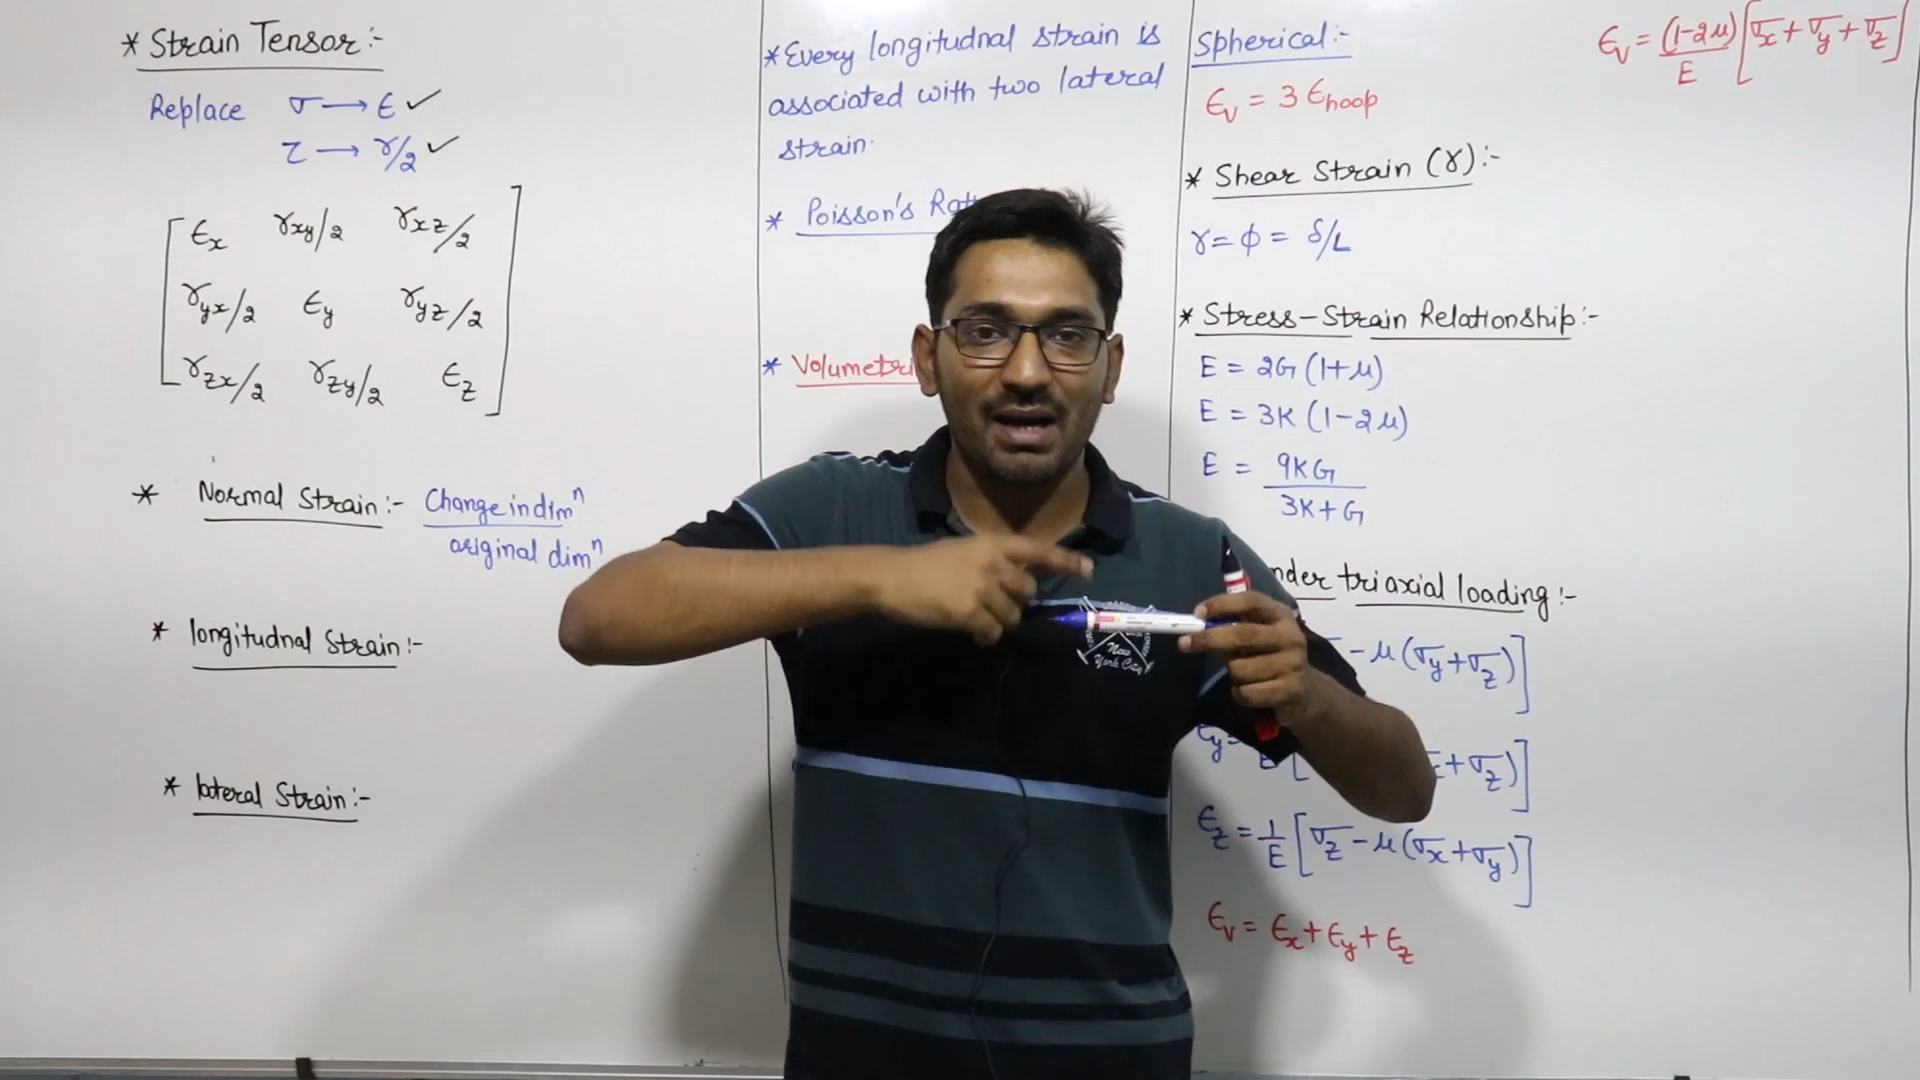 * Strain Tensor:-
Replace σ → ε ✓
τ → γ/2 ✓
εx γxy/2 γxz/2
γyx/2 εy γyz/2
γzx/2 γzy/2 εz
* Normal Strain:- Change in dimⁿ
original dimⁿ
* longitudnal Strain:-
* lateral Strain:-
* Every longitudnal strain is
associated with two lateral
strain.
* Poisson's
*
Spherical:-
εv = 3 εhoop
* Shear Strain (γ):-
γ = φ = δ/L
* Stress-Strain Relationship:-
E = 2G (1+μ)
E = 3K (1-2μ)
E = 9KG
3K+G
triaxial loading:-
- μ(σy+σz)]
εy =
E [ +σz)]
εz = 1/E [σz - μ(σx+σy)]
εv = εx + εy + εz
εv = (1-2μ)/E [σx + σy + σz]
New
York City